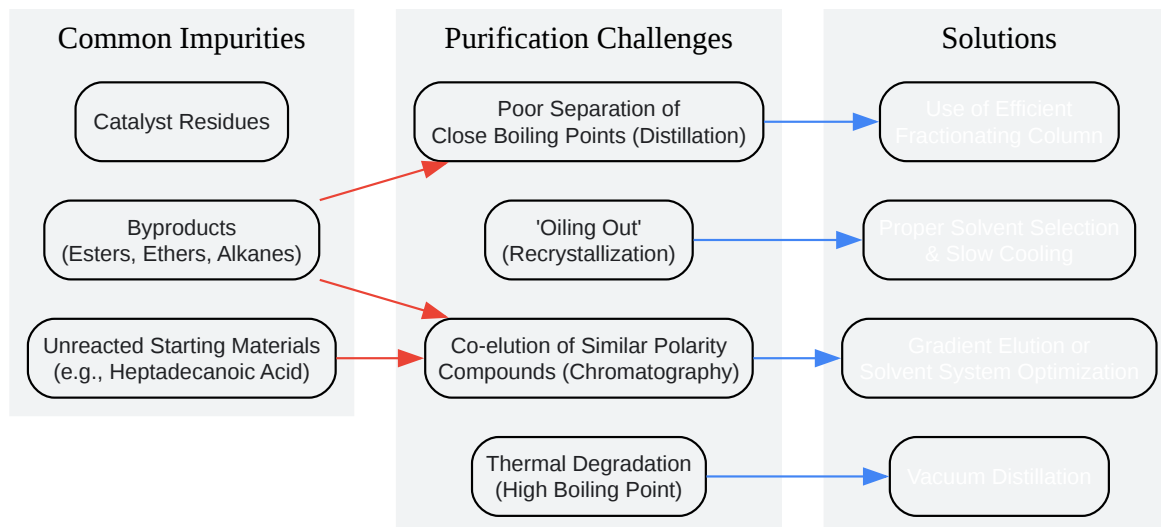 Common Impurities
Catalyst Residues
Byproducts
(Esters, Ethers, Alkanes)
Unreacted Starting Materials
(e.g., Heptadecanoic Acid)
Purification Challenges
Poor Separation of
Close Boiling Points (Distillation)
'Oiling Out'
(Recrystallization)
Co-elution of Similar Polarity
Compounds (Chromatography)
Thermal Degradation
(High Boiling Point)
Solutions
Use of Efficient
Fractionating Column
Proper Solvent Selection
& Slow Cooling
Gradient Elution or
Solvent System Optimization
Vacuum Distillation